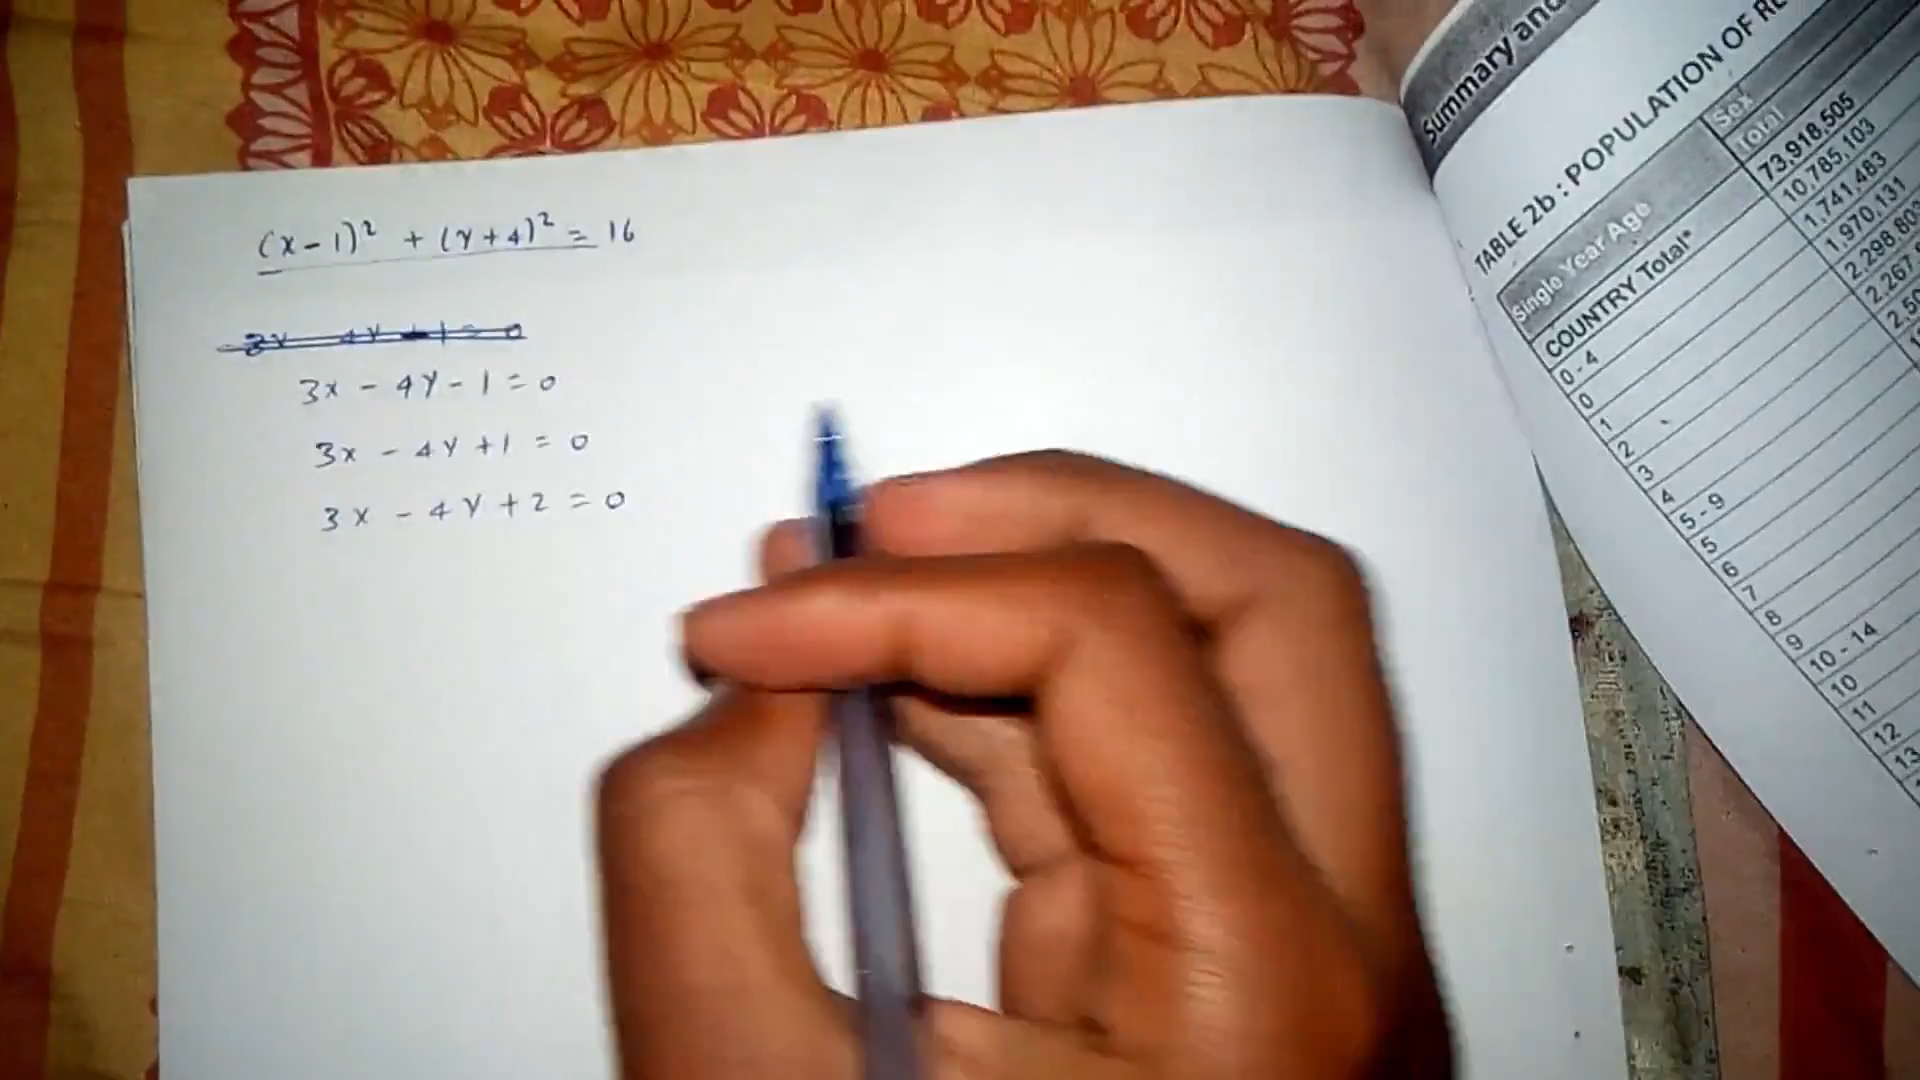 (x-1)² + (y+4)² = 16
3x - 4y - 1 = 0
3x - 4y + 1 = 0
3x - 4y + 2 = 0
Summary and
TABLE 2b : POPULATION OF RE
Single Year Age
Sex
Total
COUNTRY Total* 73,918,505
0 - 4 10,785,103
0 1,741,483
1 1,970,131
2
3
4
5 - 9
5
6
7
8
9
10 - 14
10
11
12
13